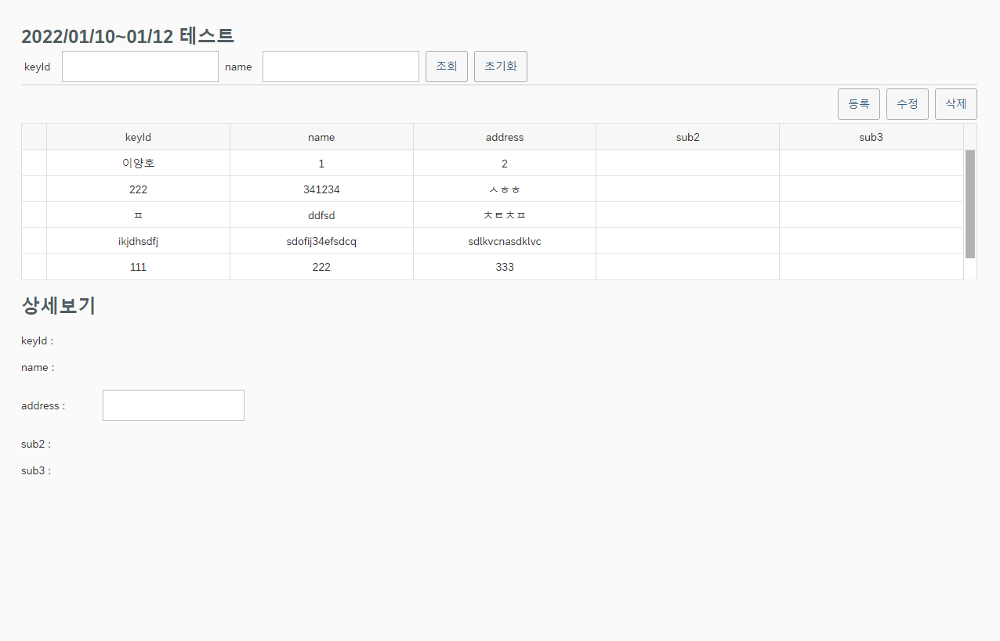 2022/01/10~01/12 테스트
keyId name 조회 초기화
등록 수정 삭제
keyId name address sub2 sub3
이양호 1 2
222 341234 ㅅㅎㅎ
ㅍ ddfsd ㅊㅌㅊㅍ
ikjdhsdfj sdofij34efsdcq sdlkvcnasdklvc
111 222 333
상세보기
keyId :
name :
address :
sub2 :
sub3 :